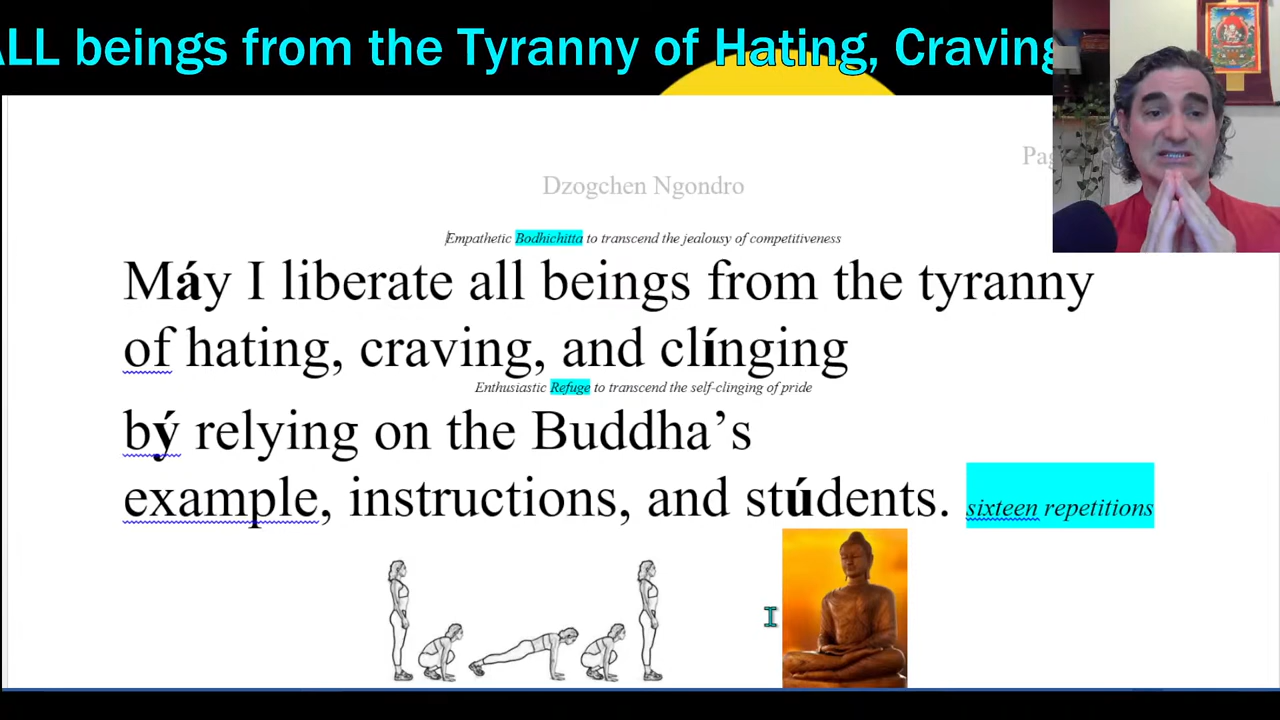 ALL beings from the Tyranny of Hating, Craving
Dzogchen Ngondro
Empathetic Bodhichitta to transcend the jealousy of competitiveness
Máy I liberate all beings from the tyranny
of hating, craving, and clínging
Enthusiastic Refuge to transcend the self-clinging of pride
bý relying on the Buddha’s
example, instructions, and stúdents. sixteen repetitions